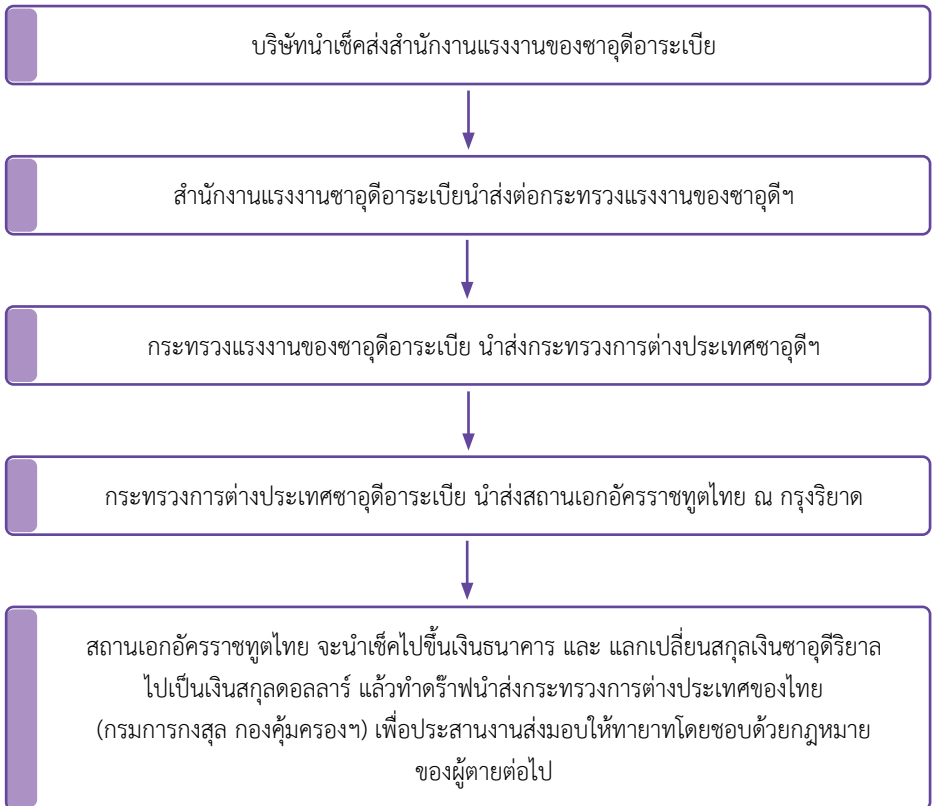 บริษัทนำเช็คส่งสำนักงานแรงงานของซาอุดีอาระเบีย
สำนักงานแรงงานซาอุดีอาระเบียนำส่งต่อกระทรวงแรงงานของซาอุดีฯ
กระทรวงแรงงานของซาอุดีอาระเบีย นำส่งกระทรวงการต่างประเทศซาอุดีฯ
กระทรวงการต่างประเทศซาอุดีอาระเบีย นำส่งสถานเอกอัครราชทูตไทย ณ กรุงริยาด
สถานเอกอัครราชทูตไทย จะนำเช็คไปขึ้นเงินธนาคาร และ แลกเปลี่ยนสกุลเงินซาอุดีริยาล
ไปเป็นเงินสกุลดอลลาร์ แล้วทำดร๊าฟนำส่งกระทรวงการต่างประเทศของไทย
(กรมการกงสุล กองคุ้มครองฯ) เพื่อประสานงานส่งมอบให้ทายาทโดยชอบด้วยกฎหมาย
ของผู้ตายต่อไป